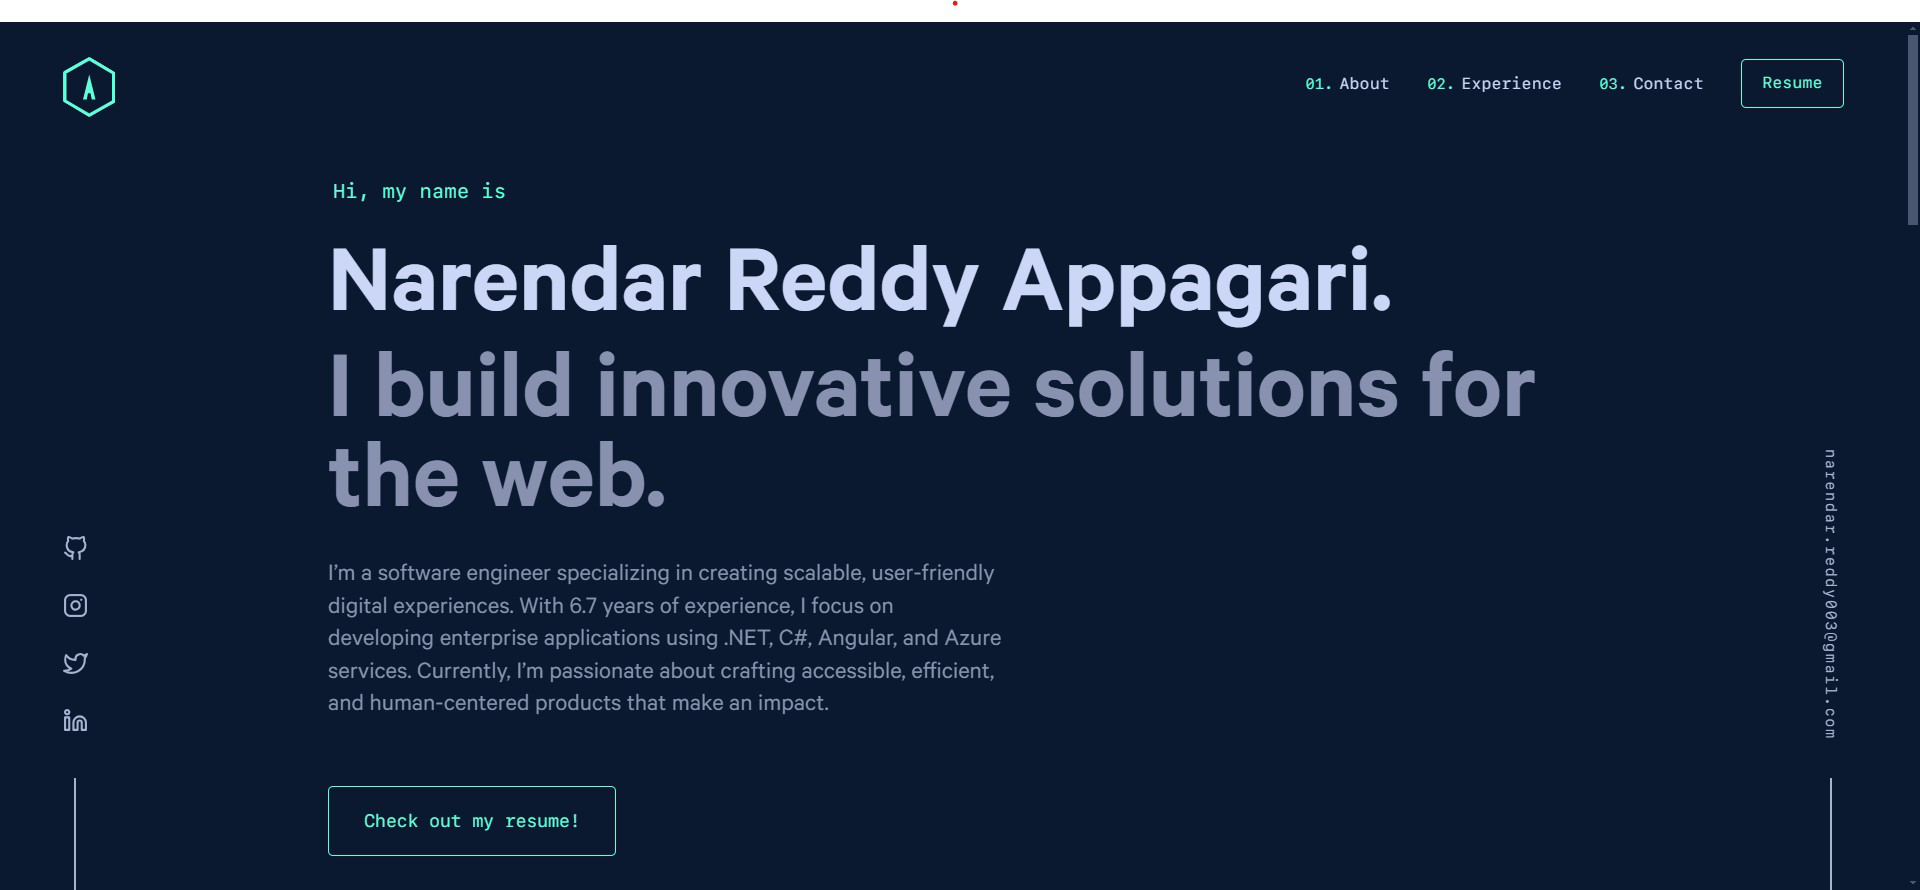 A
01. About 02. Experience 03. Contact Resume
Hi, my name is
Narendar Reddy Appagari.
I build innovative solutions for
the web.
I'm a software engineer specializing in creating scalable, user-friendly
digital experiences. With 6.7 years of experience, I focus on
developing enterprise applications using .NET, C#, Angular, and Azure
services. Currently, I'm passionate about crafting accessible, efficient,
and human-centered products that make an impact.
Check out my resume!
narendar.reddy003@gmail.com